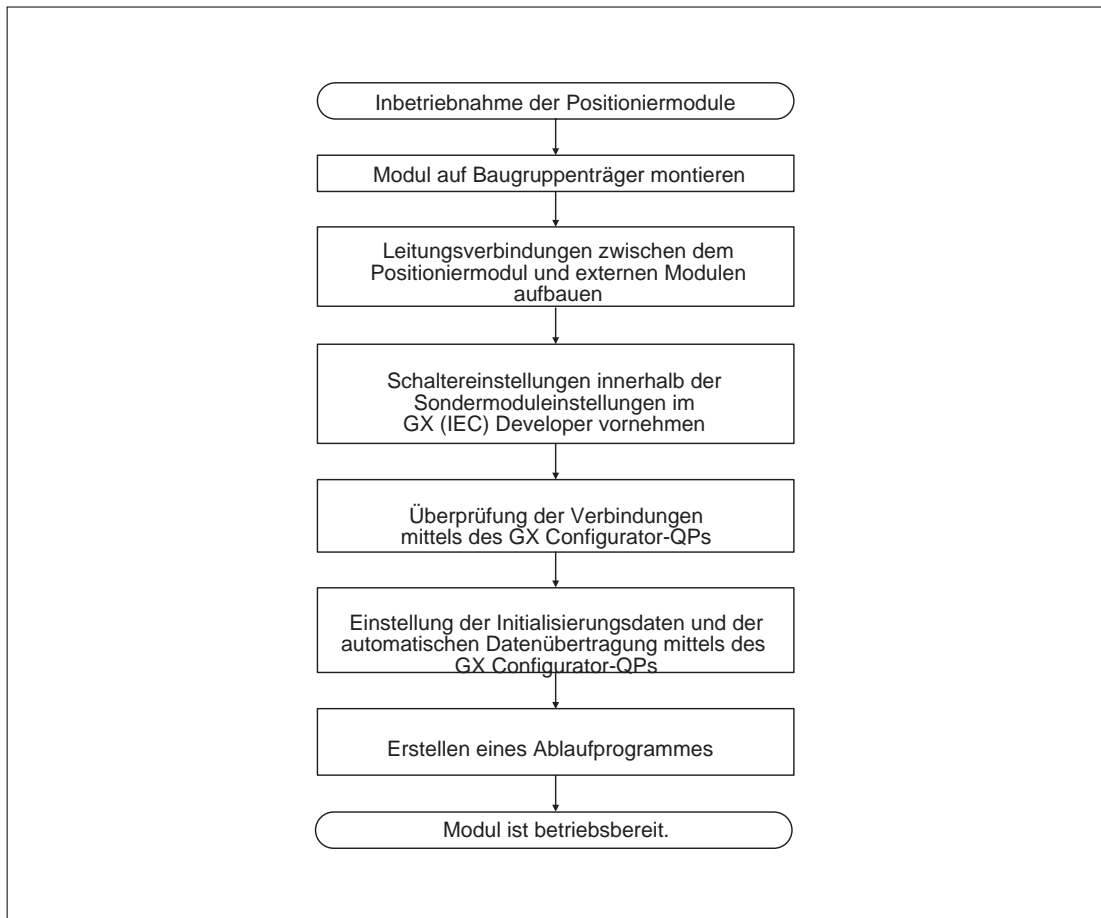 Inbetriebnahme der Positioniermodule
Modul auf Baugruppenträger montieren
Leitungsverbindungen zwischen dem
Positioniermodul und externen Modulen
aufbauen
Schaltereinstellungen innerhalb der
Sondermoduleinstellungen im
GX (IEC) Developer vornehmen
Überprüfung der Verbindungen
mittels des GX Configurator-QPs
Einstellung der Initialisierungsdaten und der
automatischen Datenübertragung mittels des
GX Configurator-QPs
Erstellen eines Ablaufprogrammes
Modul ist betriebsbereit.